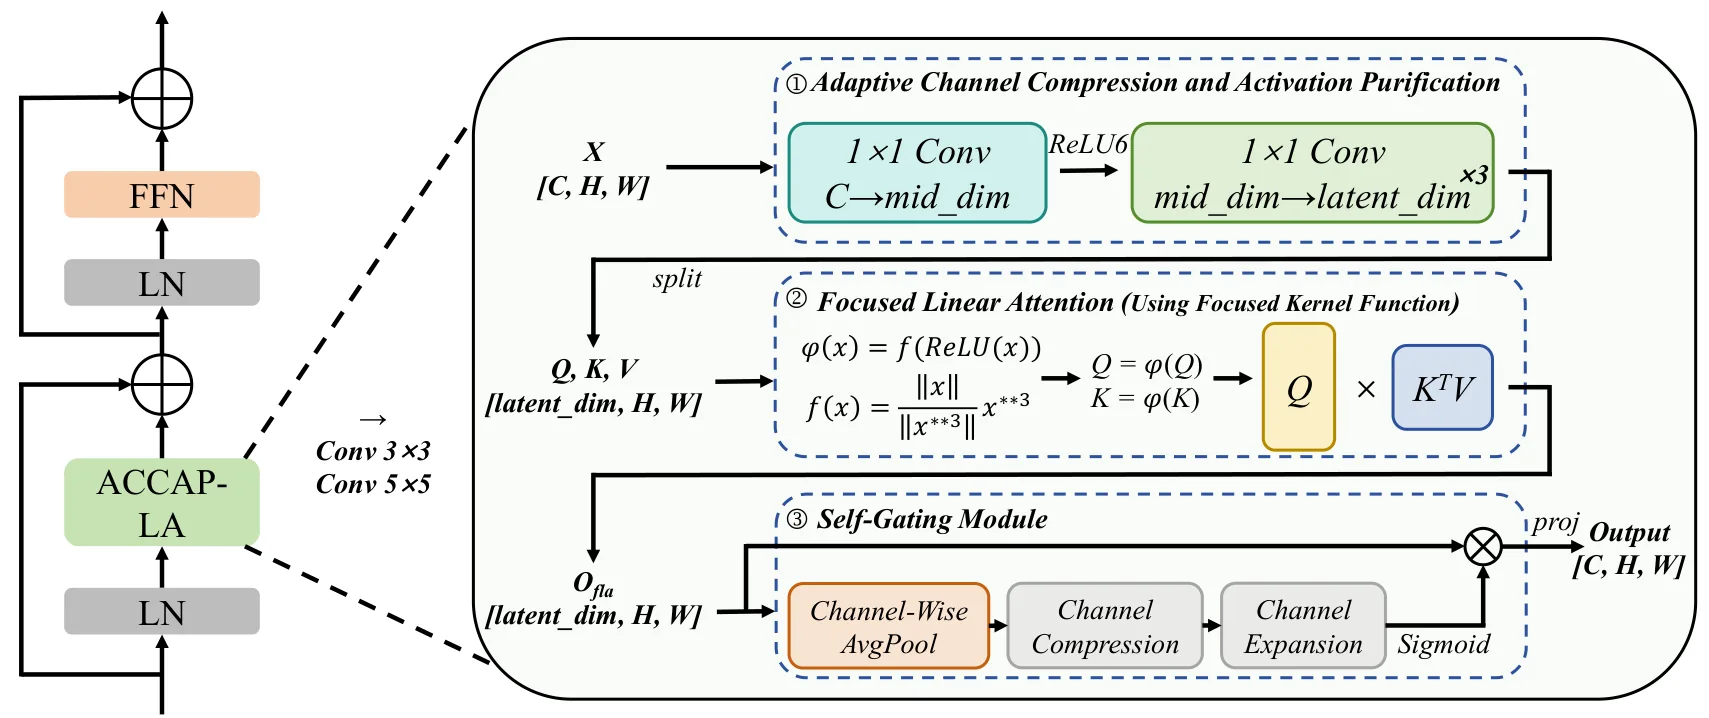 FFN
LN
ACCAP-
LA
LN
→
Conv 3×3
Conv 5×5
① Adaptive Channel Compression and Activation Purification
X
[C, H, W]
1×1 Conv
C→mid_dim
ReLU6
1×1 Conv
mid_dim→latent_dim ×3
split
② Focused Linear Attention (Using Focused Kernel Function)
Q, K, V
[latent_dim, H, W]
φ(x) = f(ReLU(x))
f(x) = ‖x‖ / ‖x**3‖ x**3
Q = φ(Q)
K = φ(K)
Q × KᵀV
③ Self-Gating Module
O_fla
[latent_dim, H, W]
Channel-Wise
AvgPool
Channel
Compression
Channel
Expansion
Sigmoid
proj
Output
[C, H, W]